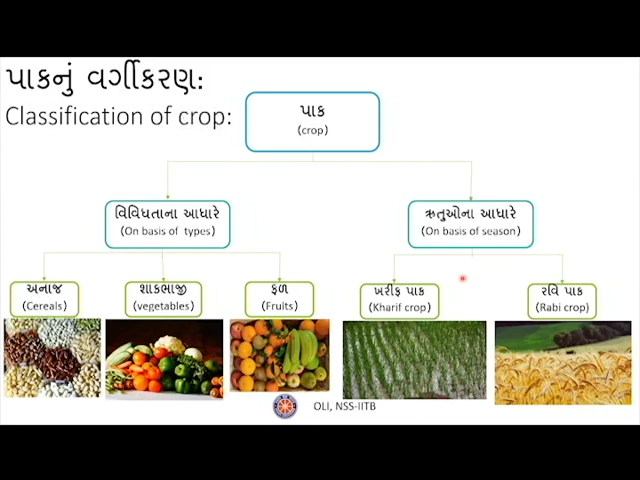 પાકનું વર્ગીકરણ:
Classification of crop:
પાક
(crop)
વિવિધતાના આધારે
(On basis of types)
ઋતુઓના આધારે
(On basis of season)
અનાજ
(Cereals)
શાકભાજી
(vegetables)
ફળ
(Fruits)
ખરીફ પાક
(Kharif crop)
રવિ પાક
(Rabi crop)
OLI, NSS-IITB